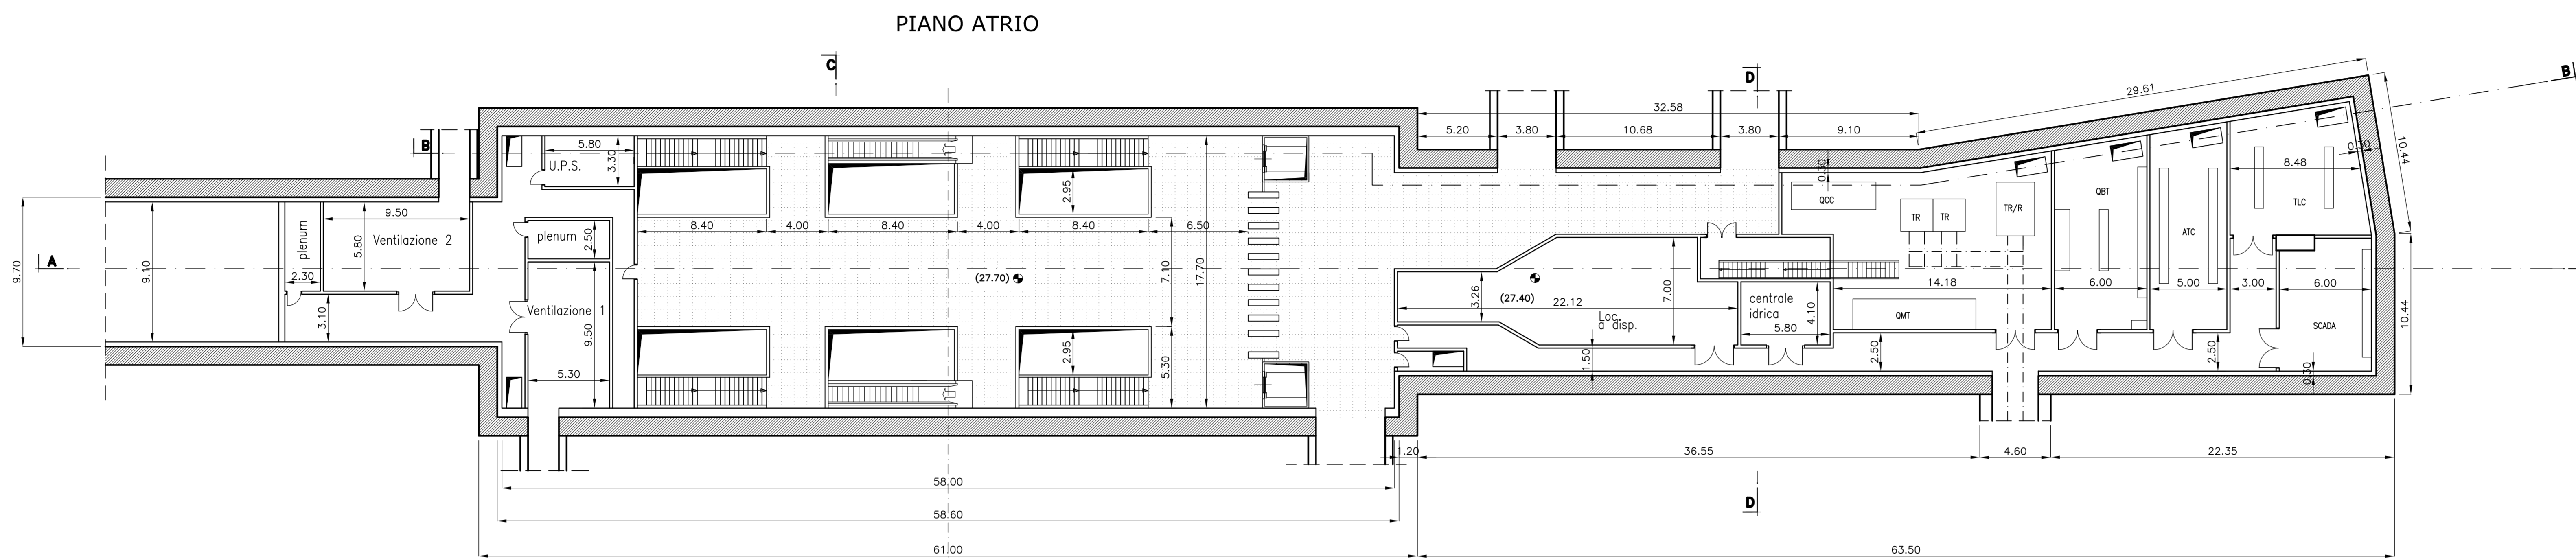 PIANO ATRIO
C
D
B
B
A
32.58
29.61
5.20
3.80
10.68
3.80
9.10
10.44
5.80
3.30
U.P.S.
0.30
0.30
8.48
QCC
TR
TR
TR/R
QBT
ATC
TLC
9.70
9.10
plenum
2.30
5.80
9.50
Ventilazione 2
3.10
plenum
2.50
Ventilazione 1
9.50
5.30
2.95
8.40
4.00
8.40
4.00
8.40
6.50
(27.70)
7.10
17.70
2.95
5.30
3.26
22.12
(27.40)
7.00
Loc.
a disp.
1.50
centrale
idrica
4.10
5.80
14.18
QMT
2.50
6.00
5.00
3.00
6.00
2.50
SCADA
0.30
10.44
1.20
36.55
4.60
22.35
58.00
D
58.60
61.00
63.50